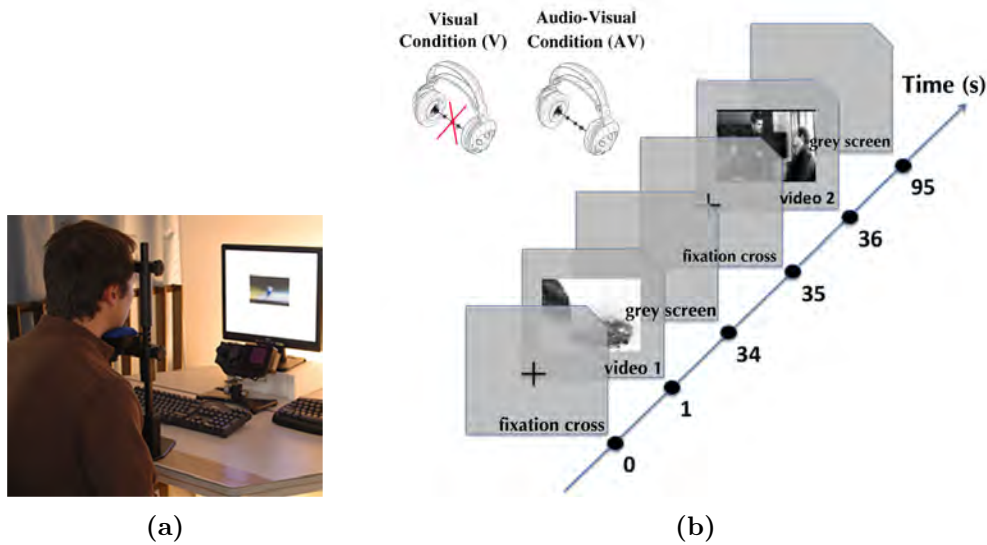 Visual
Condition (V)
Audio-Visual
Condition (AV)
Time (s)
grey screen
video 2
fixation cross
grey screen
video 1
fixation cross
95
36
35
34
1
0
(a)
(b)